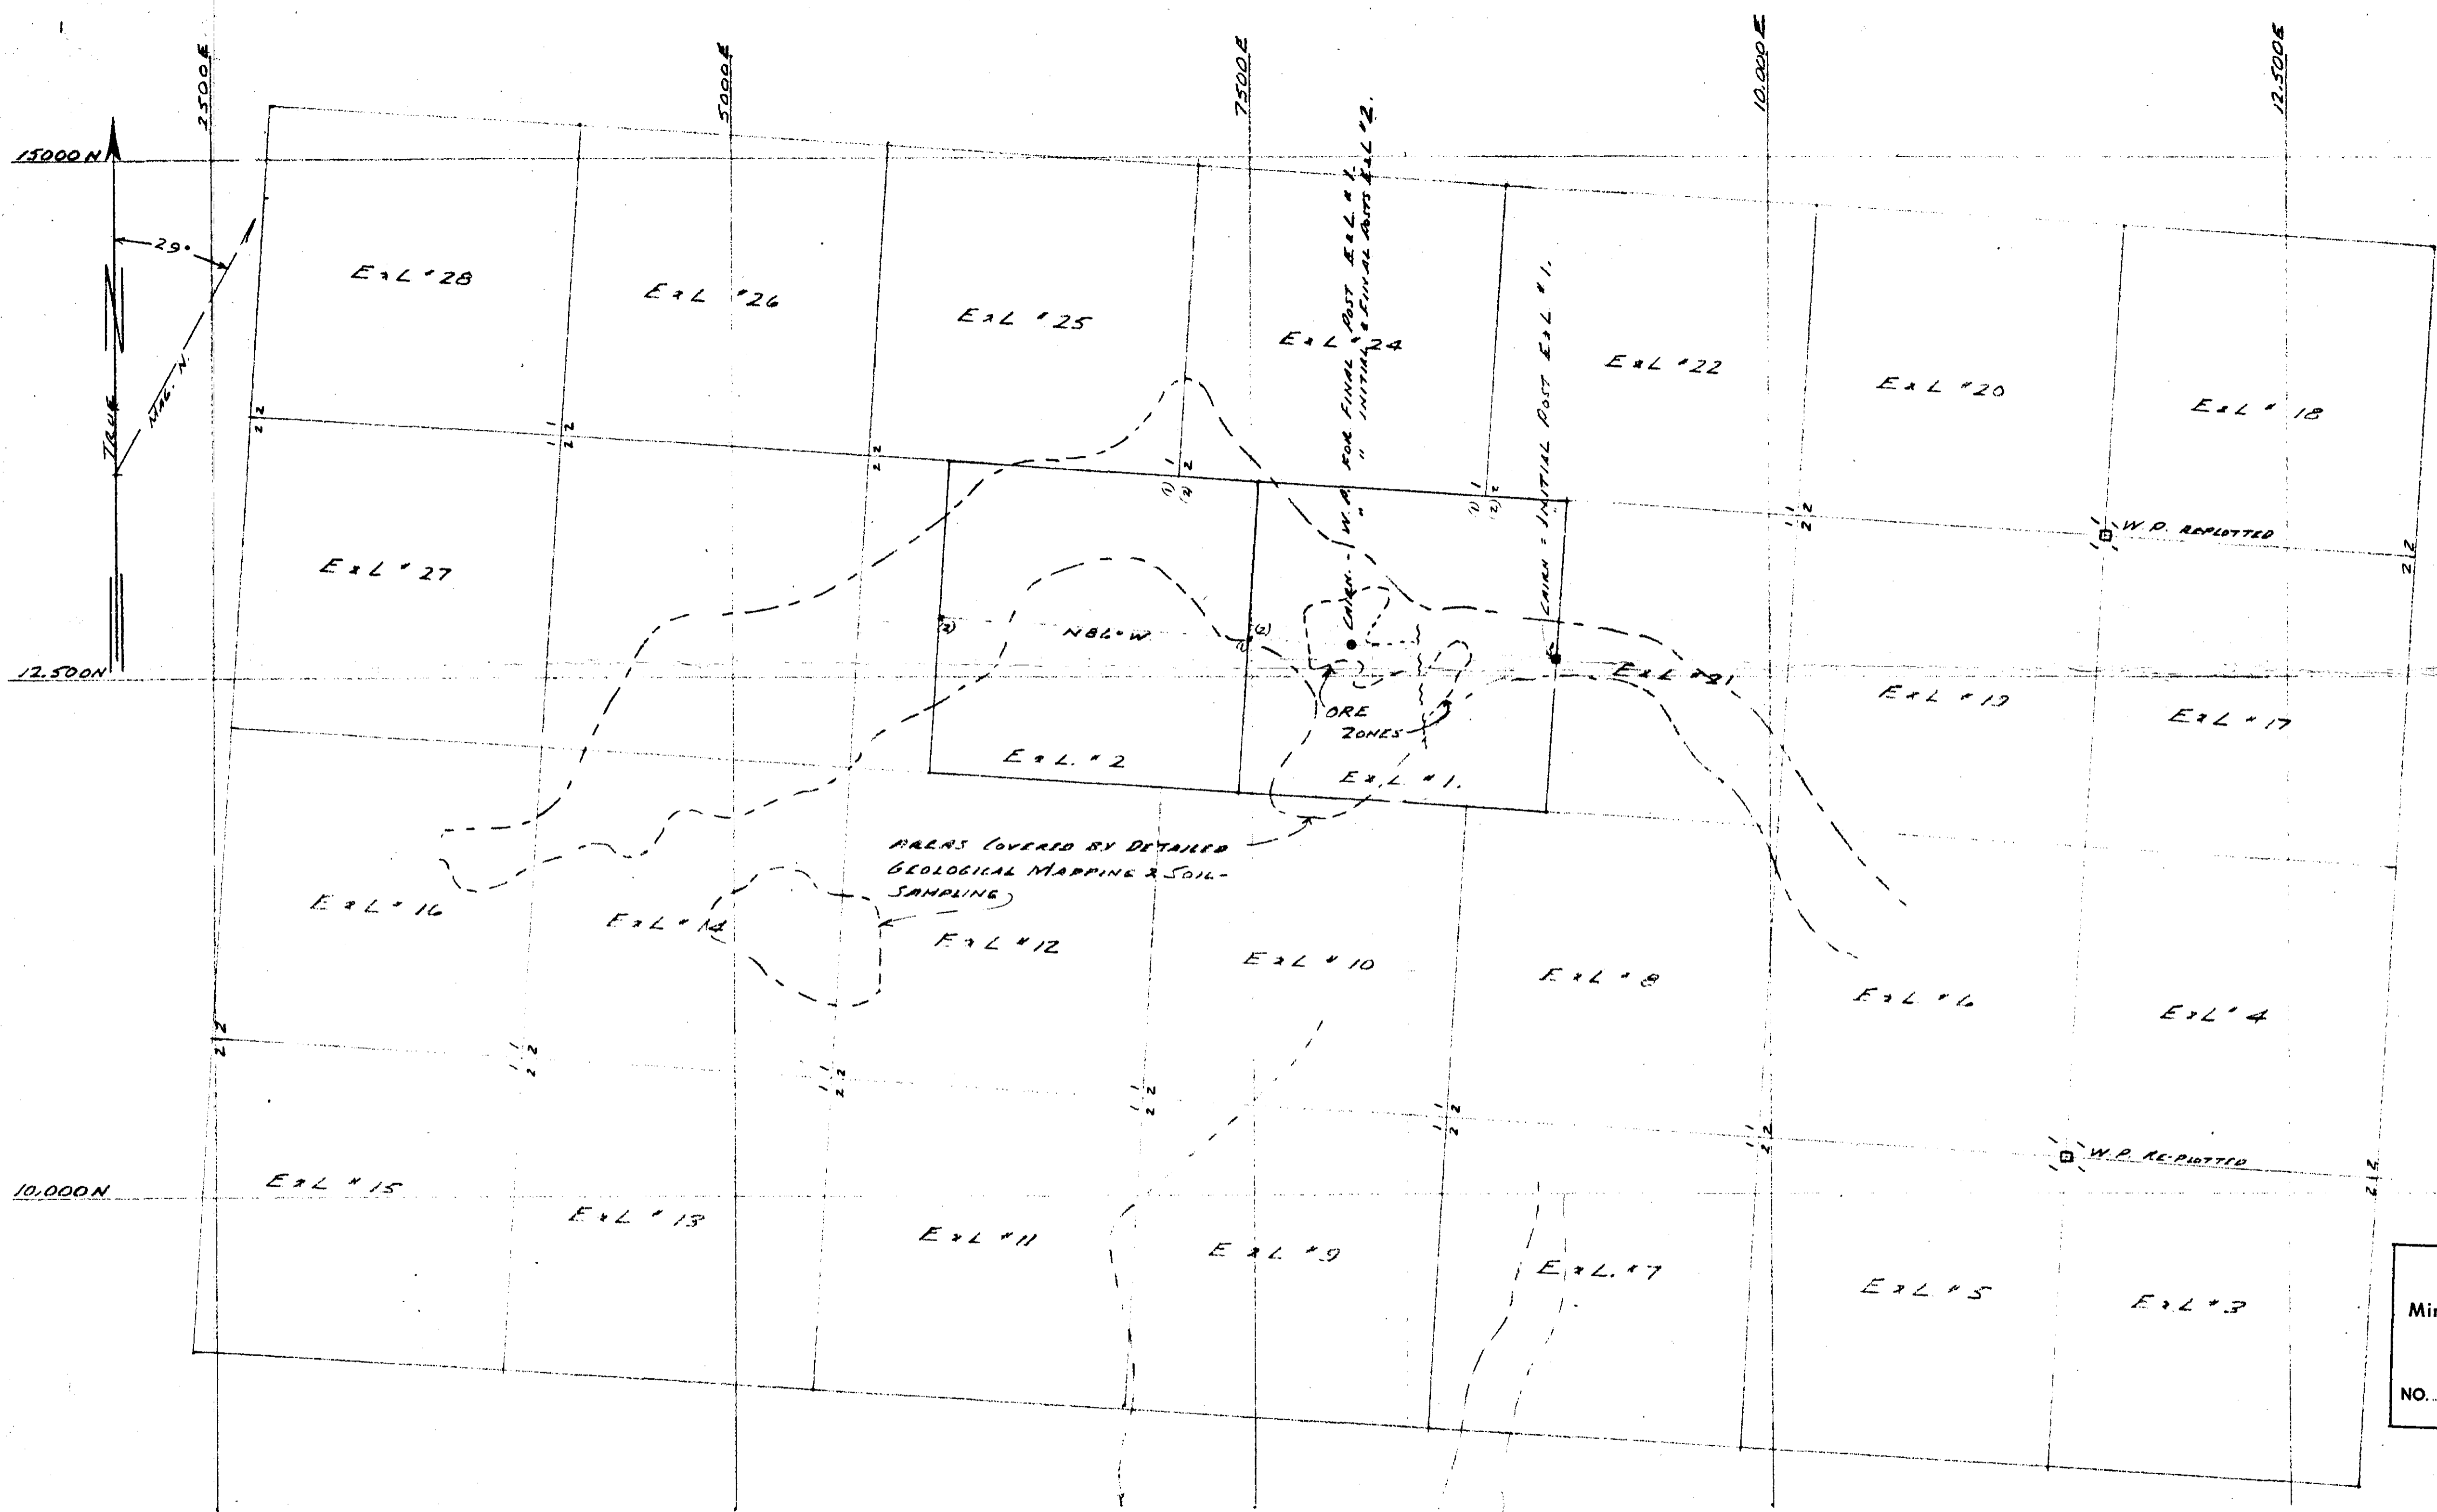 2500E
5000E
7500E
10.000E
12.500E
15000 N
29°
TRUE N
MAG. N.
E & L #28
E & L #26
E & L #25
E & L #24
E & L #22
E & L #20
E & L #18
CAIRN. - W.P. FOR FINAL POST E&L #1.
" " INITIAL & FINAL POSTS E&L #2.
CAIRN = INITIAL POST E&L #1.
W.P. REPLOTTED
E & L #27
N86°W
12.500N
E & L #21
E & L #19
E & L #17
ORE
ZONES
E & L. #2
E & L #1.
AREAS COVERED BY DETAILED
GEOLOGICAL MAPPING & SOIL-
SAMPLING
E & L #16
E & L #14
E & L #12
E & L #10
E & L #8
E & L #6
E & L #4
W.P. RE-PLOTTED
10,000N
E & L #15
E & L #13
E & L #11
E & L #9
E & L. #7
E & L #5
E & L #3
Min
NO.